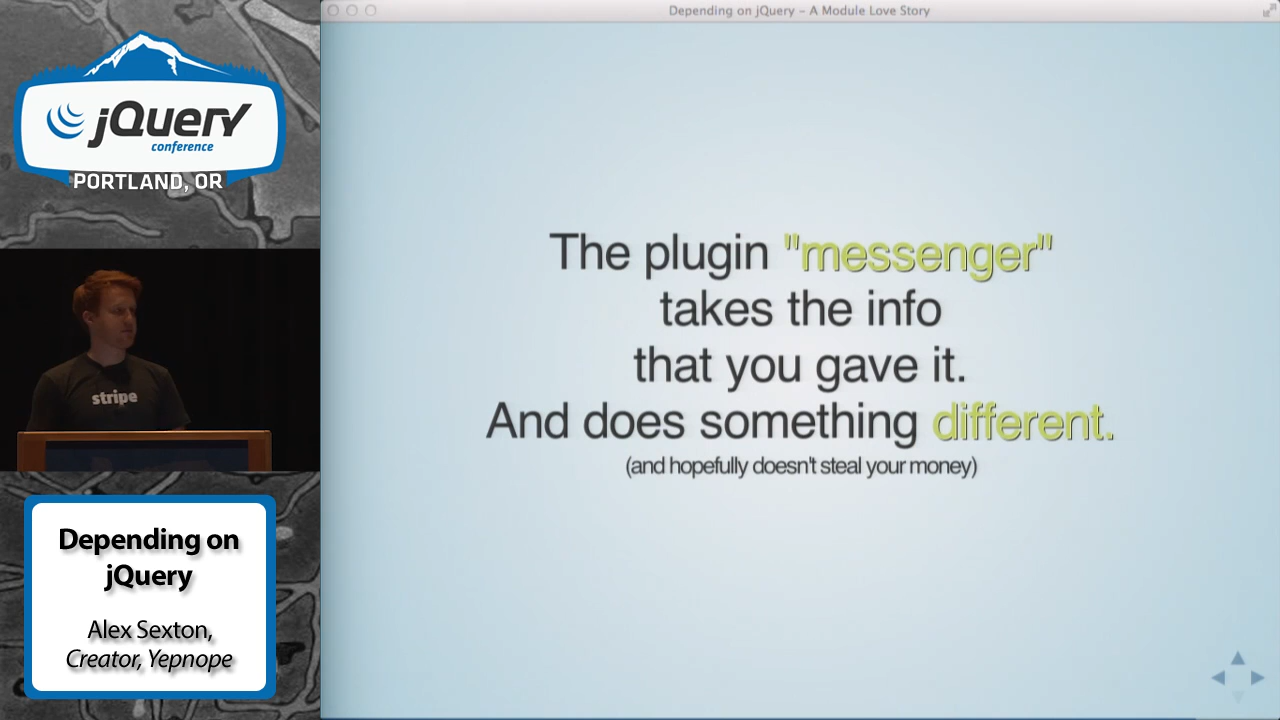 jQuery
conference
PORTLAND, OR
stripe
Depending on
jQuery
Alex Sexton,
Creator, Yepnope
Depending on jQuery – A Module Love Story
The plugin "messenger"
takes the info
that you gave it.
And does something different.
(and hopefully doesn't steal your money)